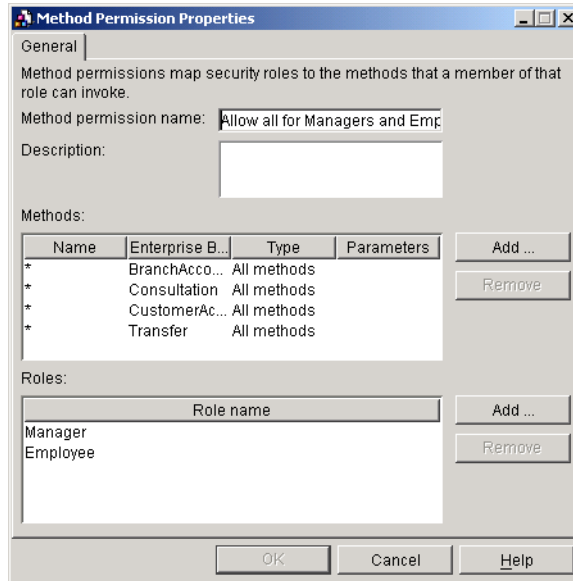 Method Permission Properties
General
Method permissions map security roles to the methods that a member of that
role can invoke.
Method permission name: Allow all for Managers and Emp
Description:
Methods:
Name Enterprise B... Type Parameters Add ...
* BranchAcco... All methods Remove
* Consultation All methods
* CustomerAc... All methods
* Transfer All methods
Roles:
Role name Add ...
Manager Remove
Employee
OK Cancel Help